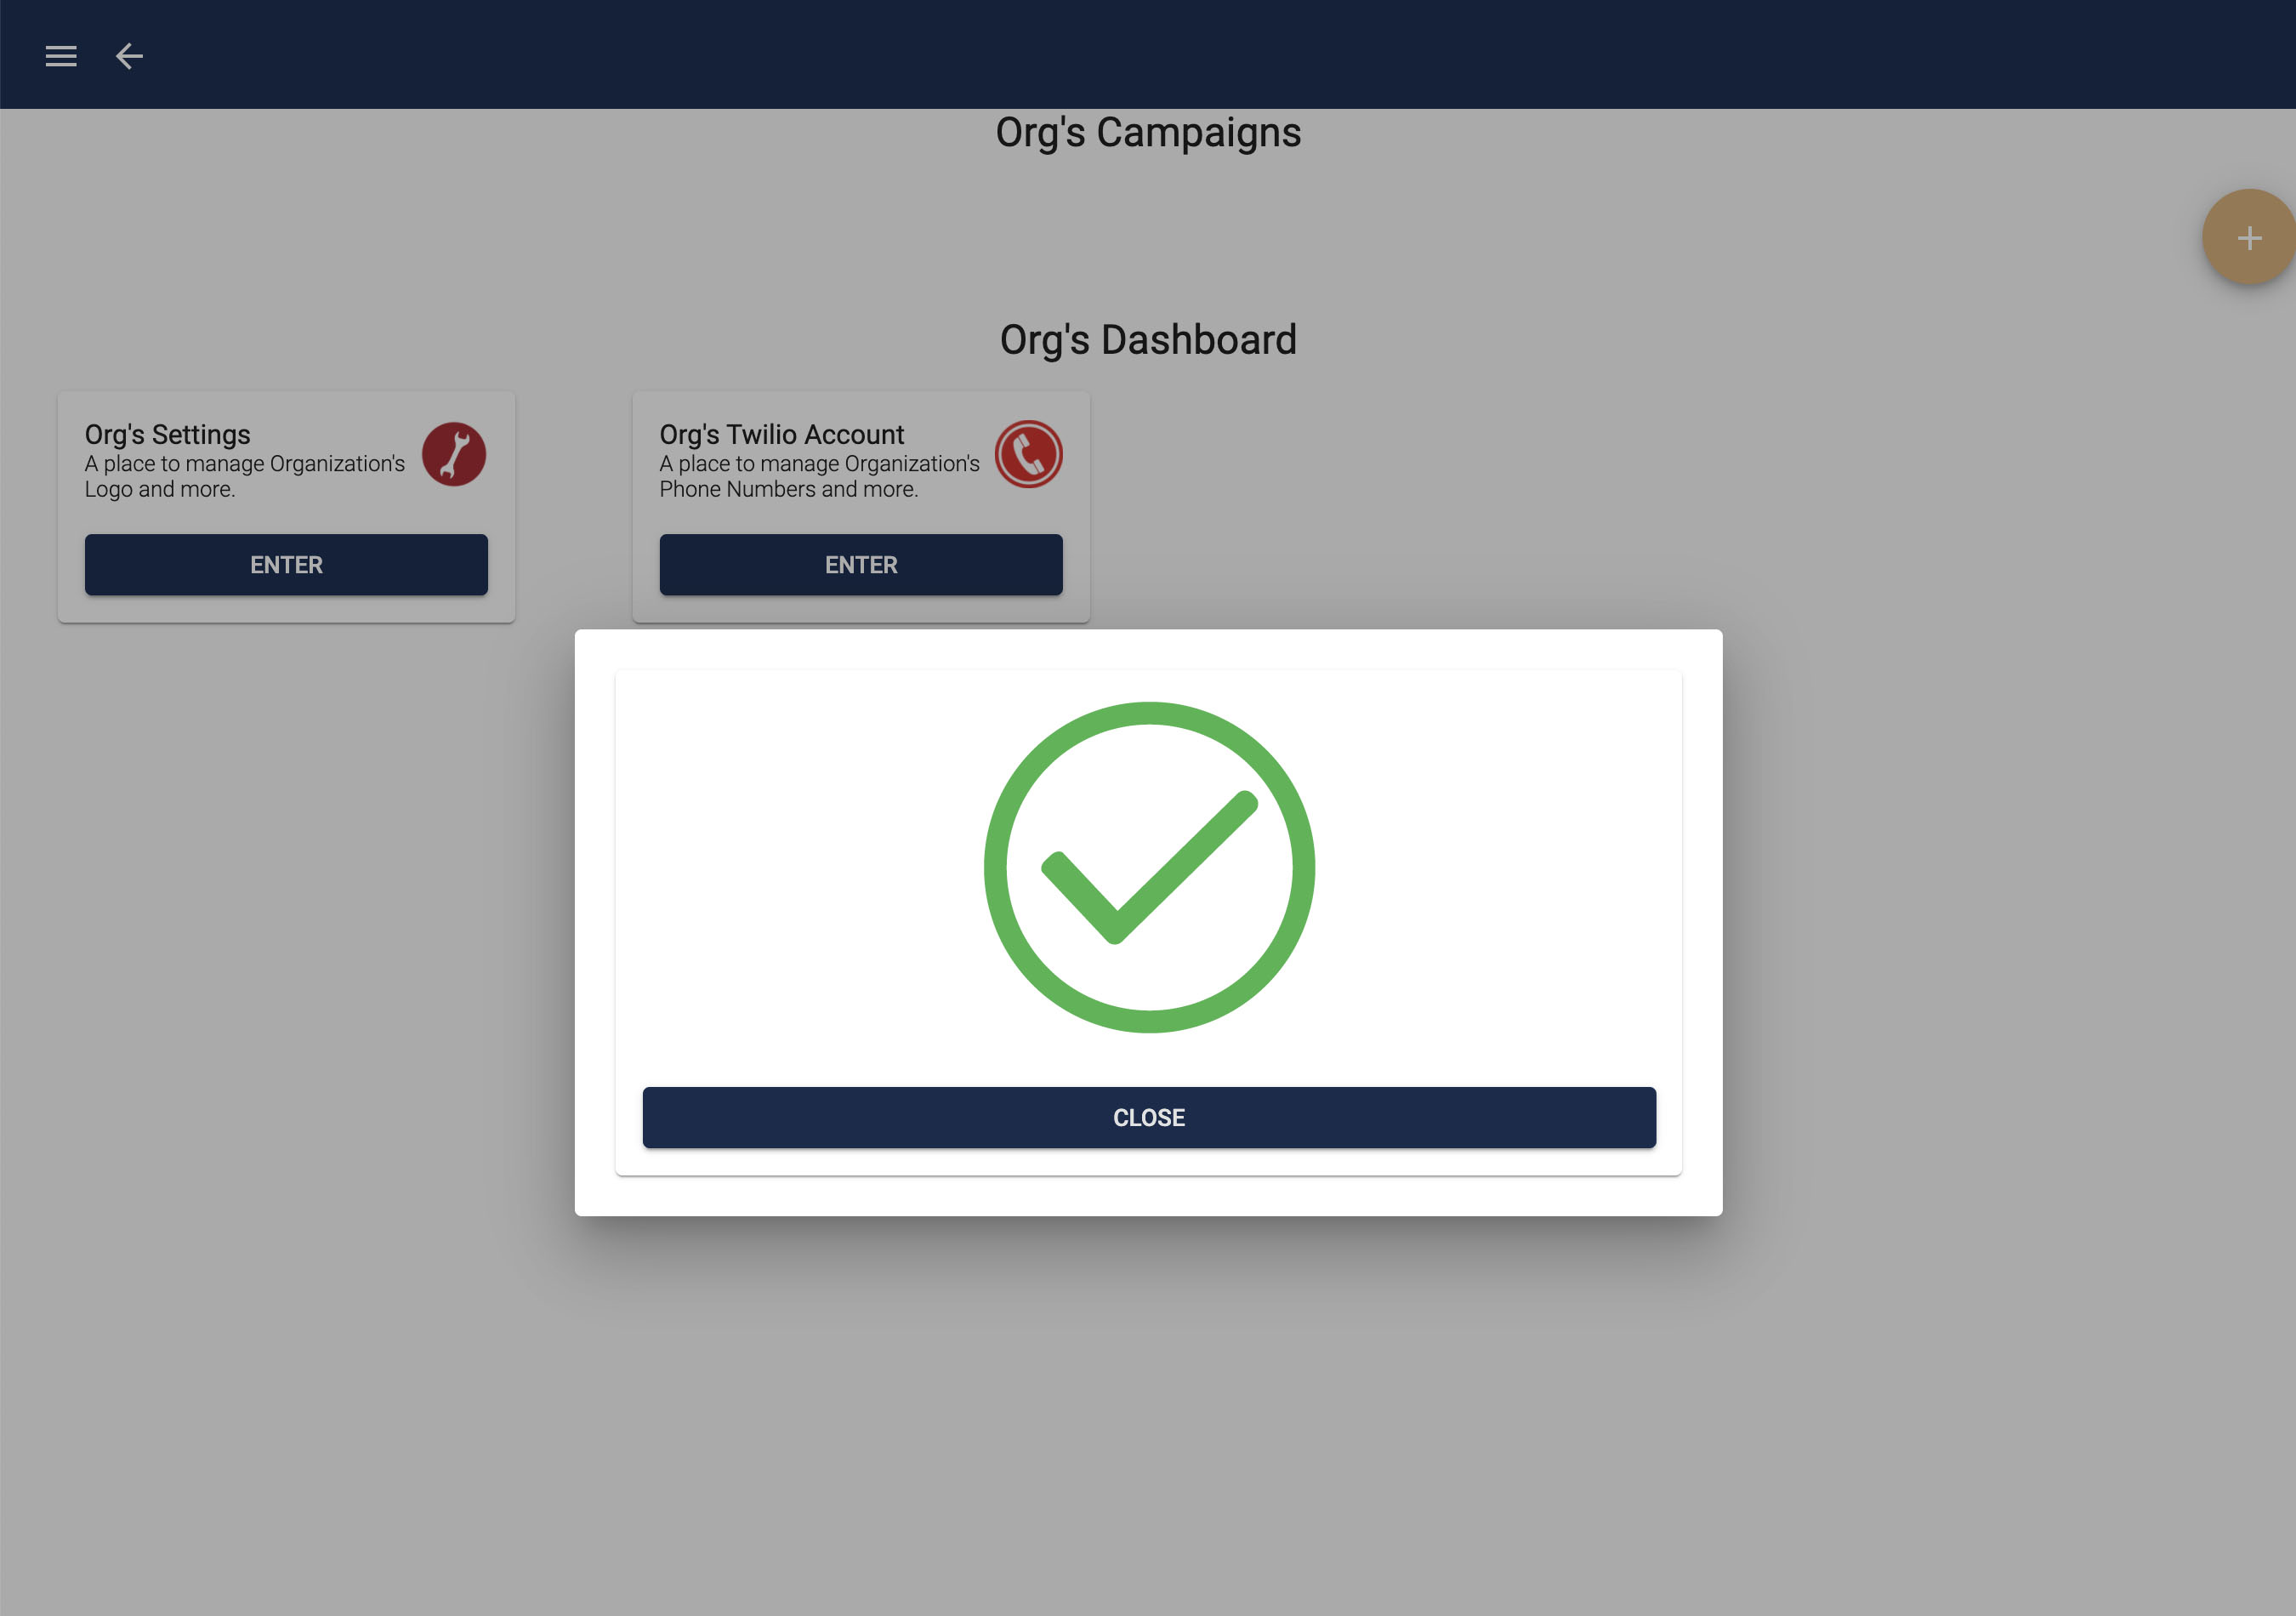 Org's Campaigns
+
Org's Dashboard
Org's Settings
A place to manage Organization's
Logo and more.
ENTER
Org's Twilio Account
A place to manage Organization's
Phone Numbers and more.
ENTER
CLOSE